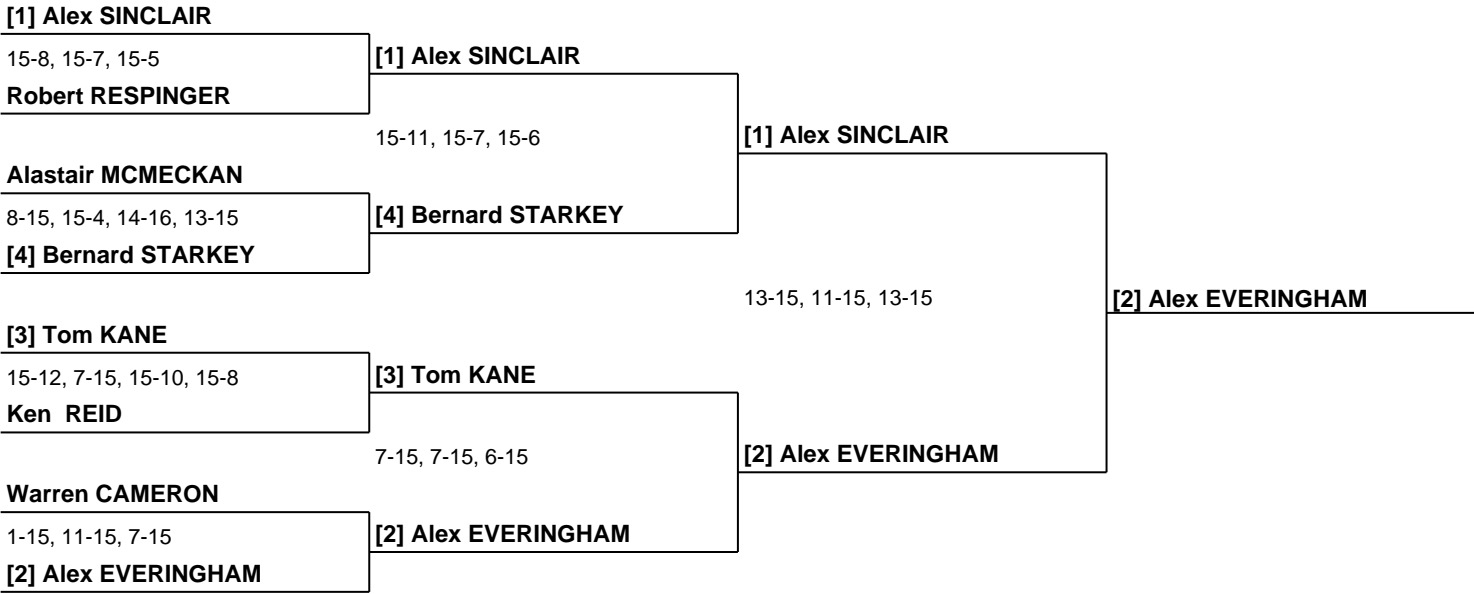 [1] Alex SINCLAIR
15-8, 15-7, 15-5
[1] Alex SINCLAIR
Robert RESPINGER
15-11, 15-7, 15-6
[1] Alex SINCLAIR
Alastair MCMECKAN
8-15, 15-4, 14-16, 13-15
[4] Bernard STARKEY
[4] Bernard STARKEY
13-15, 11-15, 13-15
[2] Alex EVERINGHAM
[3] Tom KANE
15-12, 7-15, 15-10, 15-8
[3] Tom KANE
Ken  REID
7-15, 7-15, 6-15
[2] Alex EVERINGHAM
Warren CAMERON
1-15, 11-15, 7-15
[2] Alex EVERINGHAM
[2] Alex EVERINGHAM